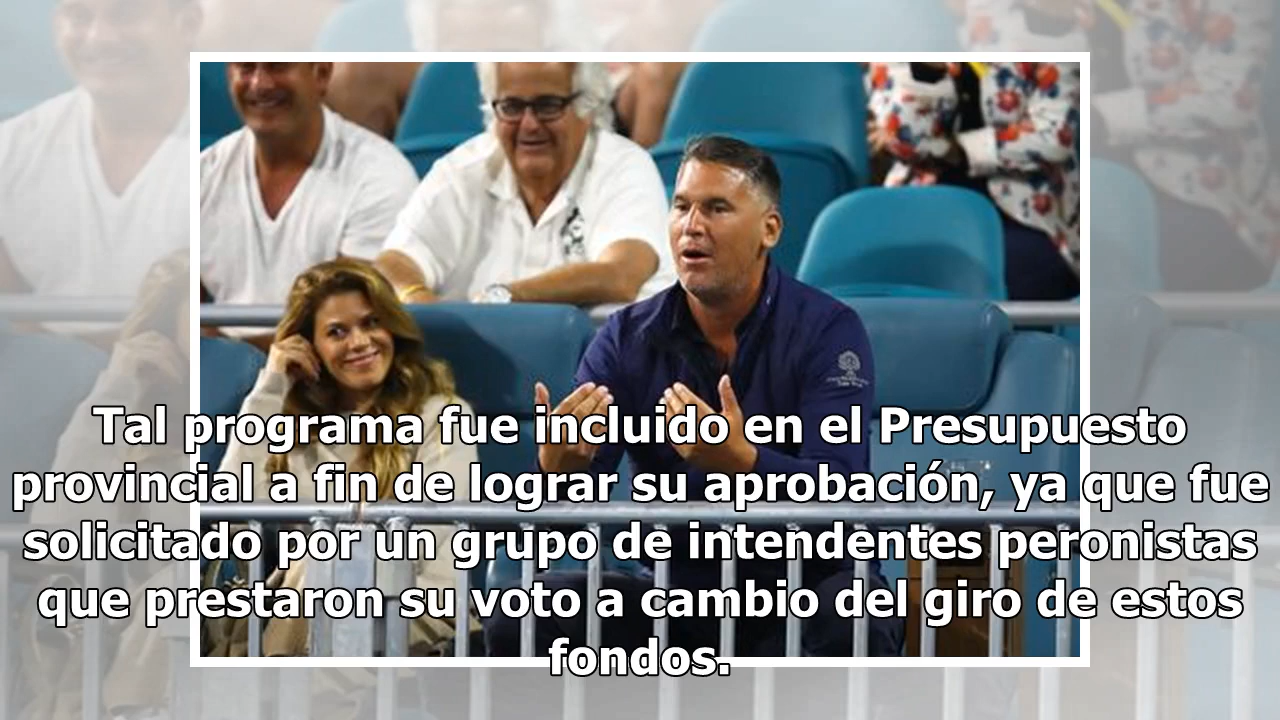 Tal programa fue incluido en el Presupuesto
provincial a fin de lograr su aprobación, ya que fue
solicitado por un grupo de intendentes peronistas
que prestaron su voto a cambio del giro de estos
fondos.